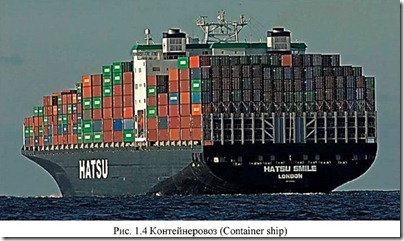 HATSU
HATSU SMILE
LONDON
Рис. 1.4 Контейнеровоз (Container ship)